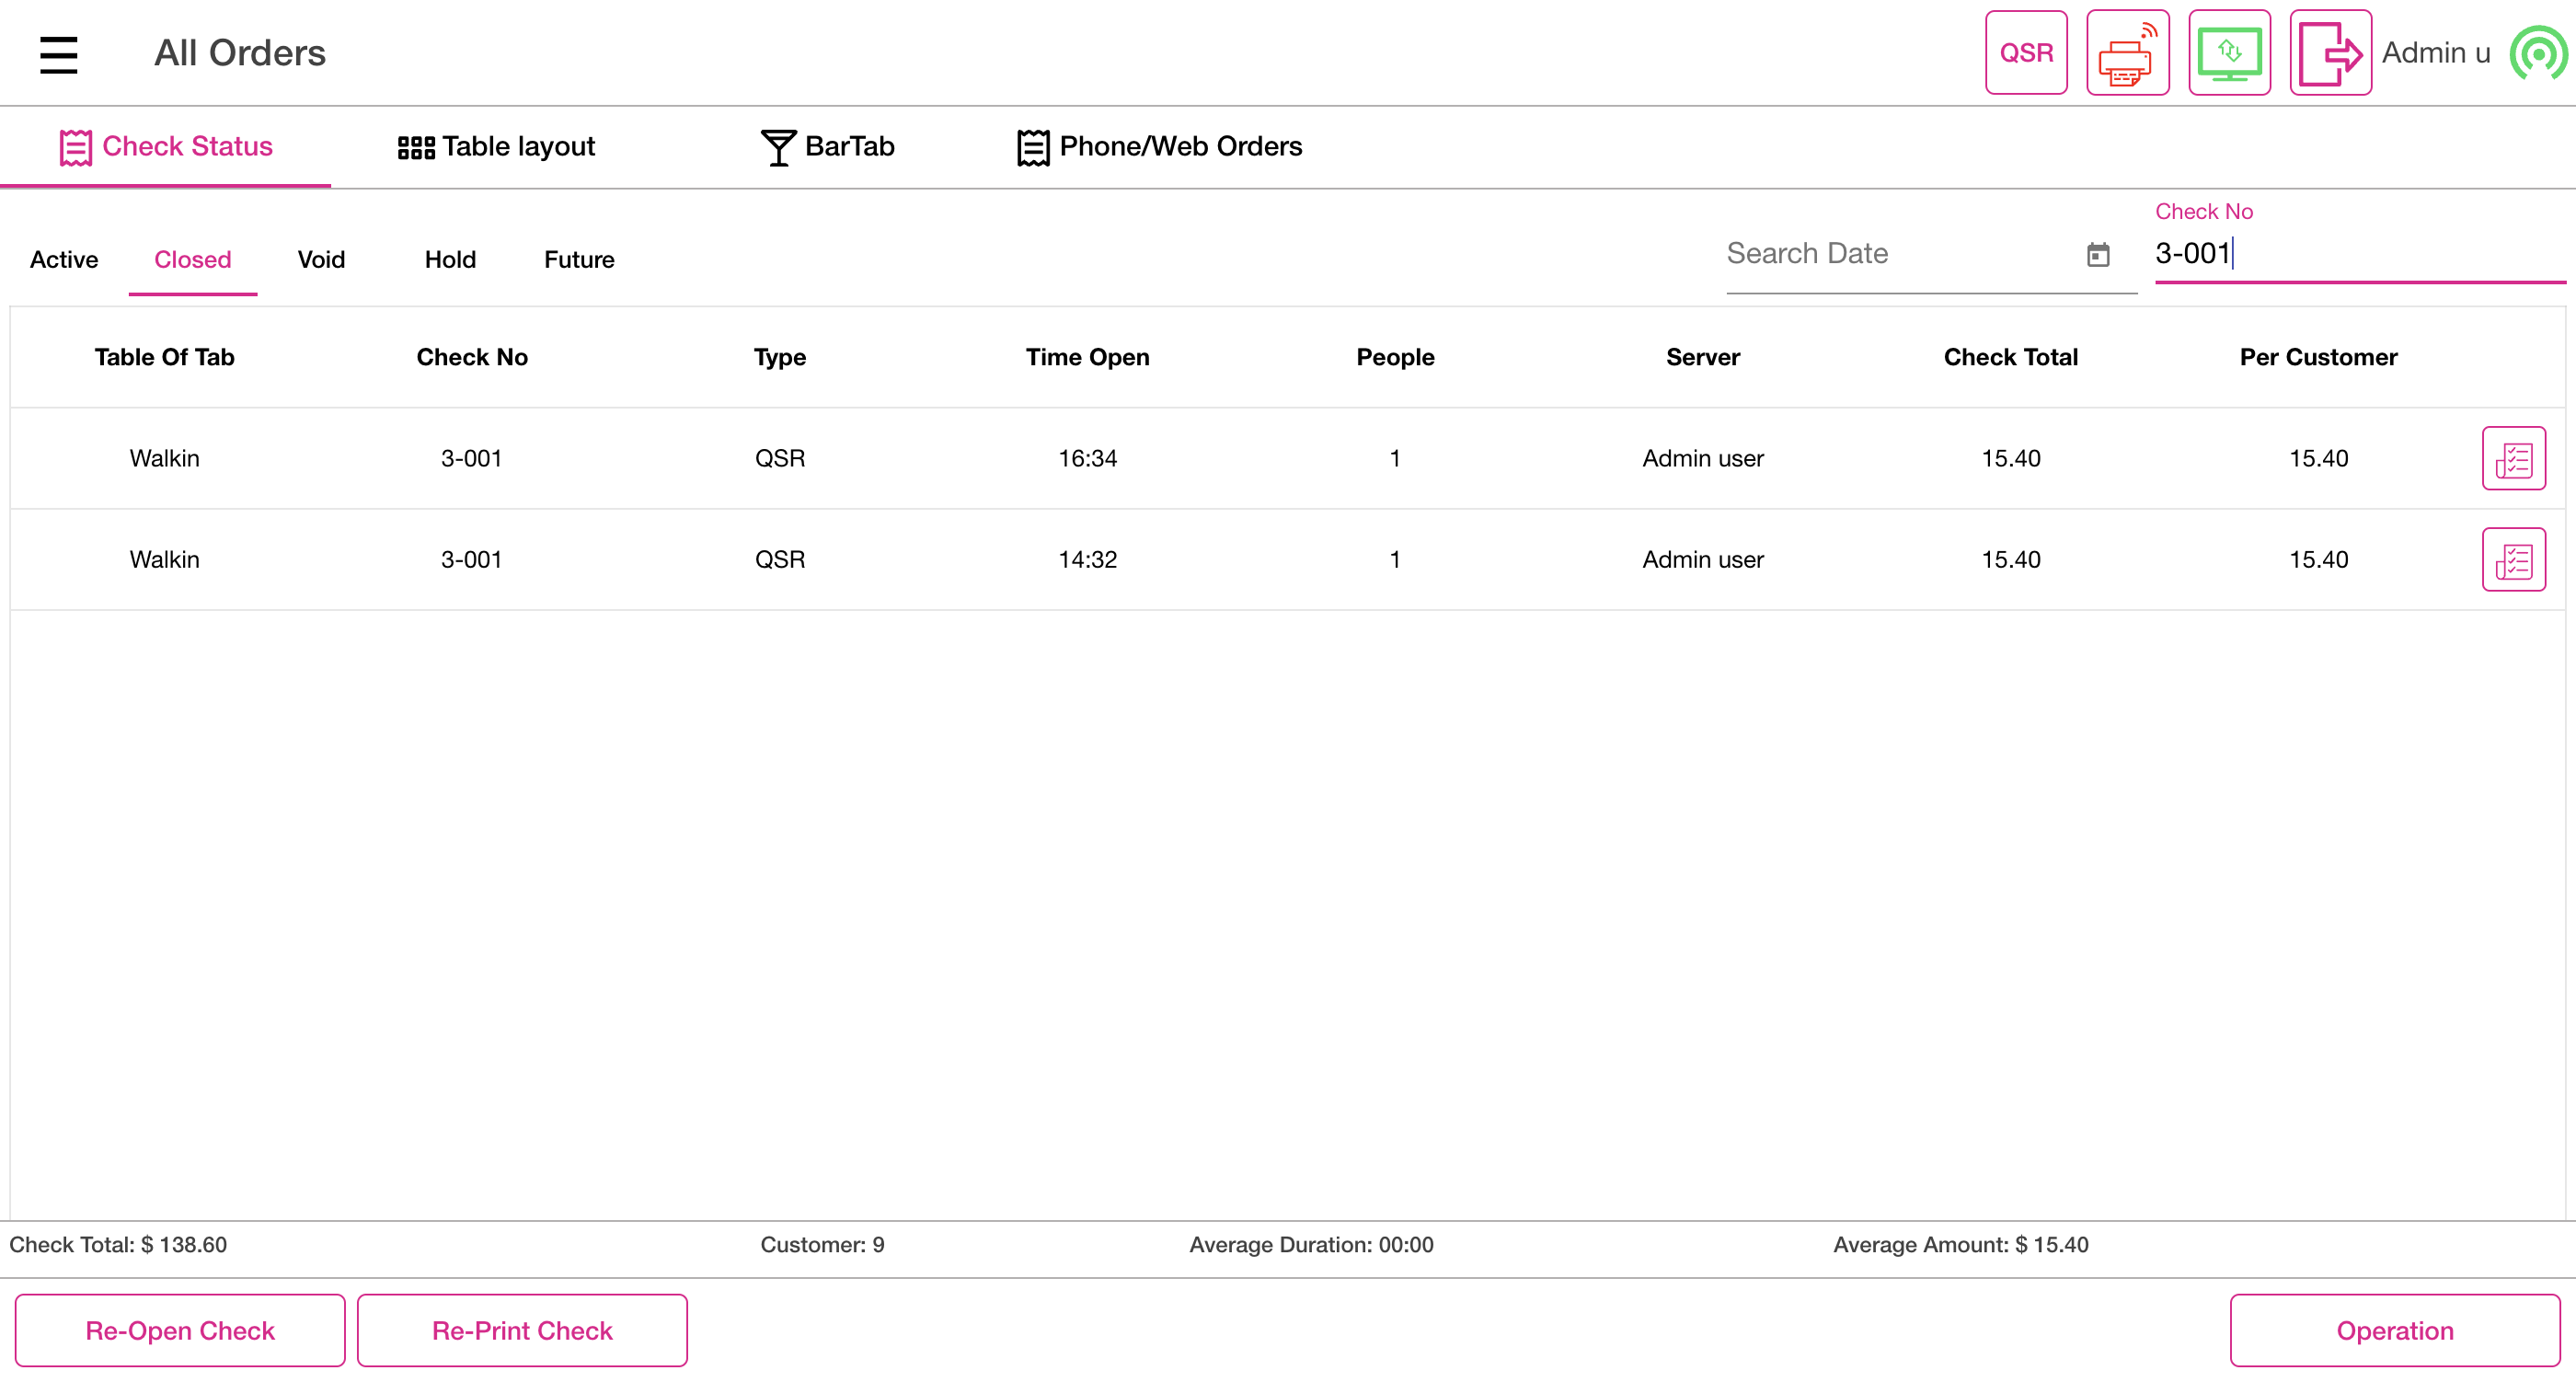 All Orders
QSR
Admin u
Check Status
Table layout
BarTab
Phone/Web Orders
Active
Closed
Void
Hold
Future
Search Date
Check No
3-001
Table Of Tab Check No Type Time Open People Server Check Total Per Customer
Walkin 3-001 QSR 16:34 1 Admin user 15.40 15.40
Walkin 3-001 QSR 14:32 1 Admin user 15.40 15.40
Check Total: $ 138.60 Customer: 9 Average Duration: 00:00 Average Amount: $ 15.40
Re-Open Check
Re-Print Check
Operation